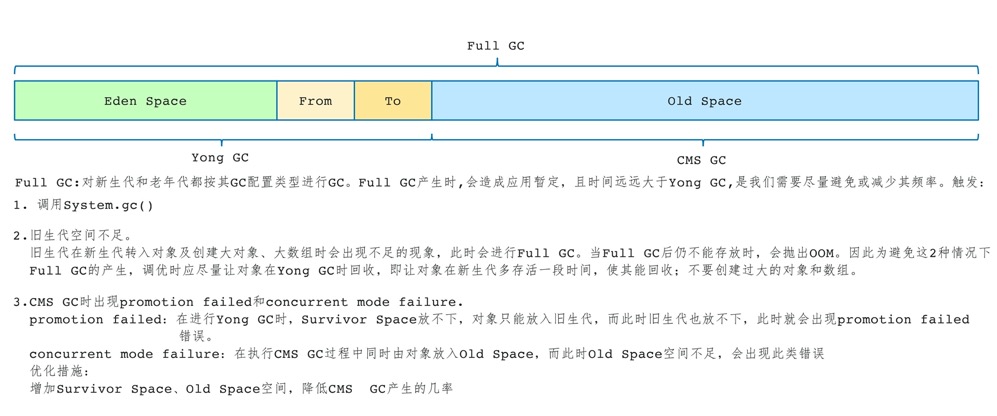 Full GC
Eden Space
From
To
Old Space
Yong GC
CMS GC
Full GC:对新生代和老年代都按其GC配置类型进行GC。Full GC产生时,会造成应用暂定，且时间远远大于Yong GC,是我们需要尽量避免或减少其频率。触发：
1. 调用System.gc()
2.旧生代空间不足。
旧生代在新生代转入对象及创建大对象、大数组时会出现不足的现象，此时会进行Full GC。当Full GC后仍不能存放时，会抛出OOM。因此为避免这2种情况下
Full GC的产生，调优时应尽量让对象在Yong GC时回收，即让对象在新生代多存活一段时间，使其能回收；不要创建过大的对象和数组。
3.CMS GC时出现promotion failed和concurrent mode failure.
promotion failed：在进行Yong GC时，Survivor Space放不下，对象只能放入旧生代，而此时旧生代也放不下，此时就会出现promotion failed
错误。
concurrent mode failure：在执行CMS GC过程中同时由对象放入Old Space，而此时Old Space空间不足，会出现此类错误
优化措施：
增加Survivor Space、Old Space空间，降低CMS  GC产生的几率